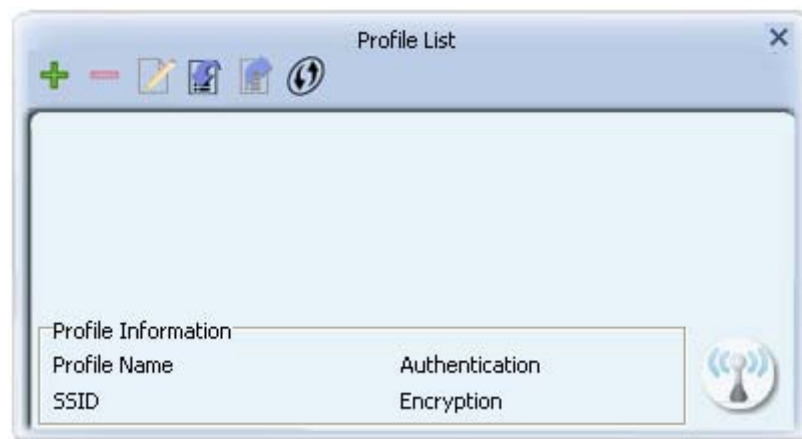 Profile List
Profile Information
Profile Name Authentication
SSID Encryption